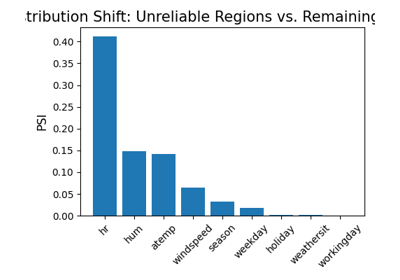 tribution Shift: Unreliable Regions vs. Remaining
PSI
0.40
0.35
0.30
0.25
0.20
0.15
0.10
0.05
0.00
hr
hum
atemp
windspeed
season
weekday
holiday
weathersit
workingday